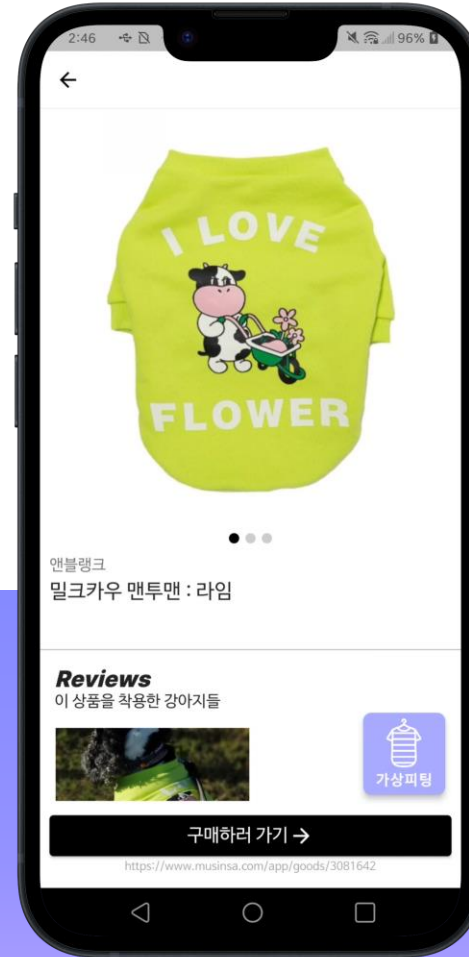 2:46
96%
I LOVE
FLOWER
앤블랭크
밀크카우 맨투맨 : 라임
Reviews
이 상품을 착용한 강아지들
가상피팅
구매하러 가기 →
https://www.musinsa.com/app/goods/3081642